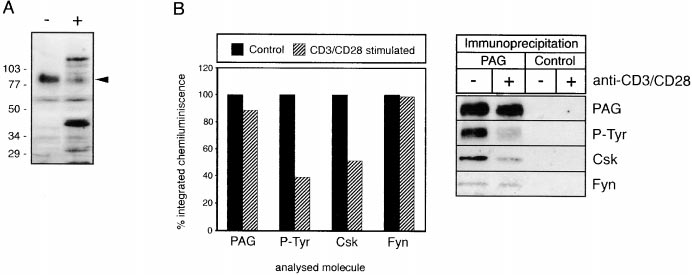 A
- +
103 -
77 -
50 -
34 -
29 -
B
Control CD3/CD28 stimulated
% integrated chemiluminiscence
120
100
80
60
40
20
0
PAG P-Tyr Csk Fyn
analysed molecule
Immunoprecipitation
PAG Control
- + - + anti-CD3/CD28
PAG
P-Tyr
Csk
Fyn